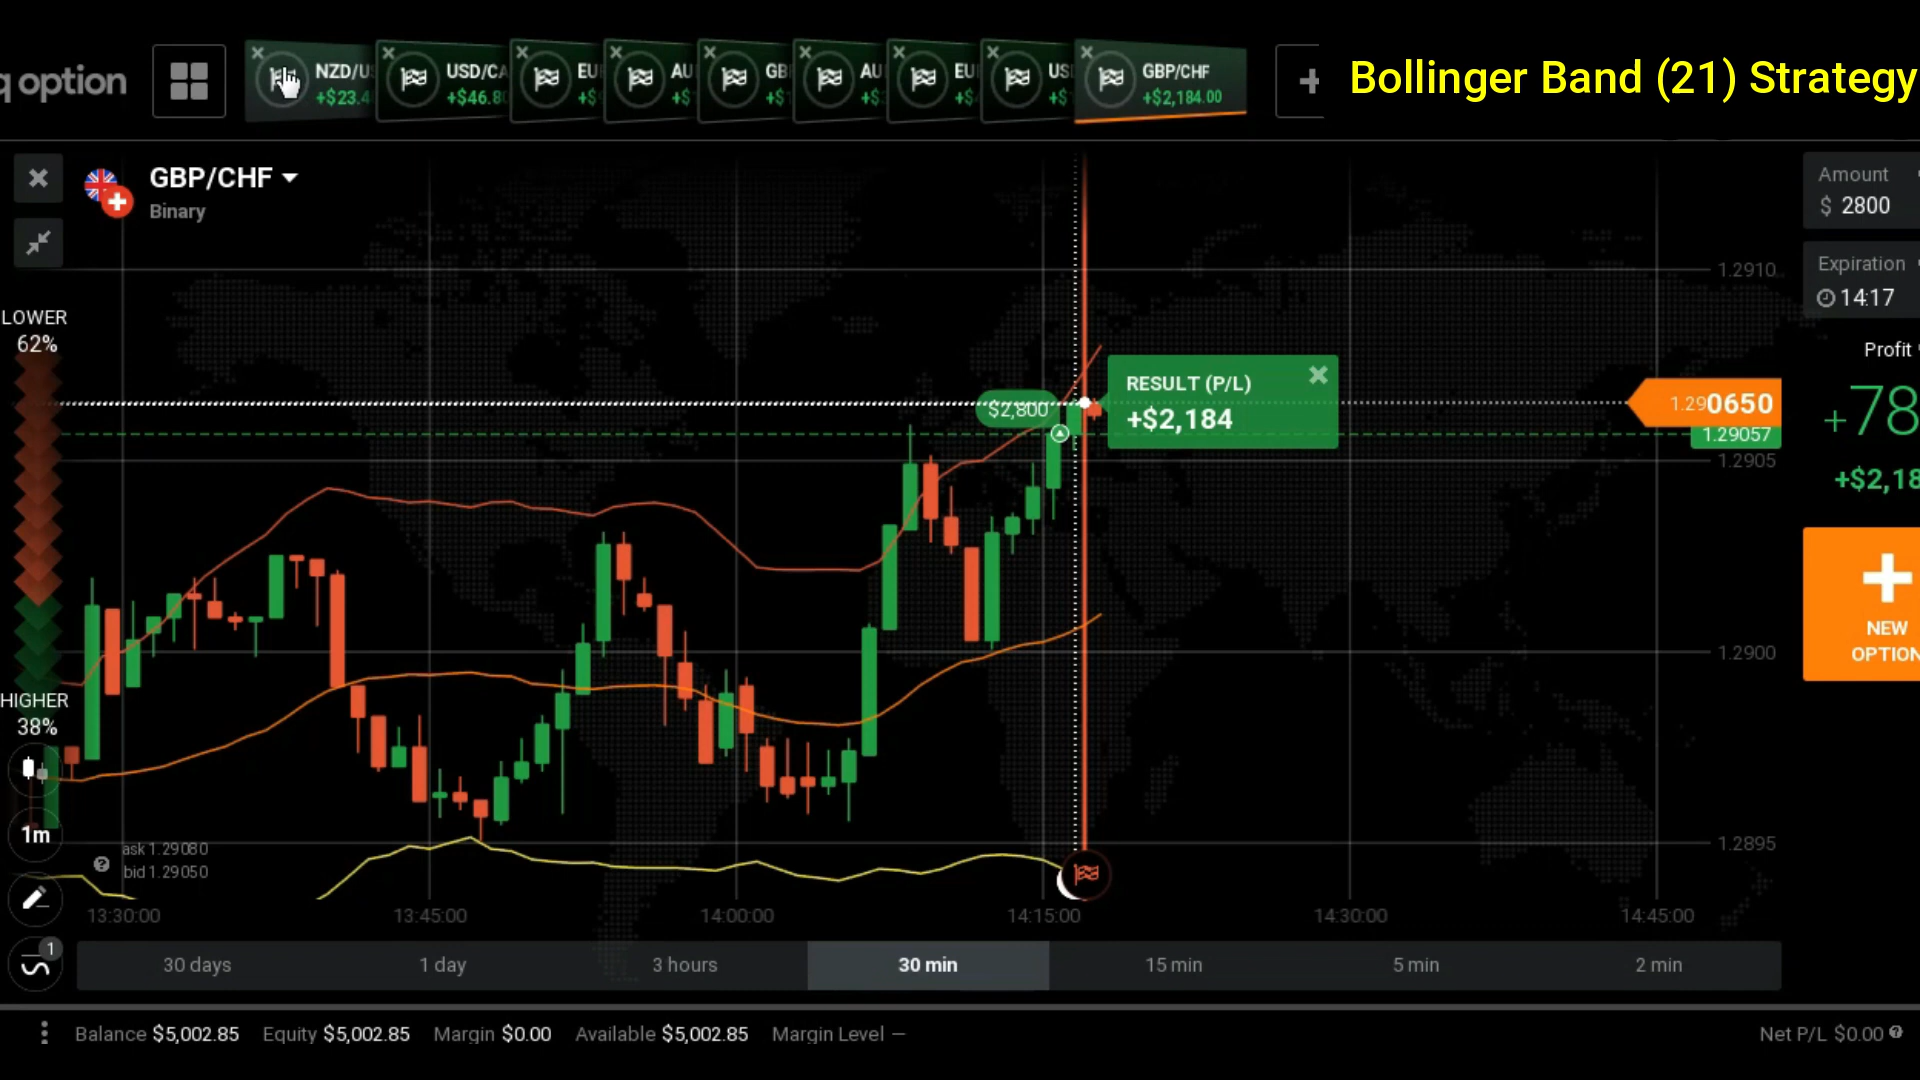 q option
NZD/U
+$23.4
USD/CA
+$46.8
EU
+$
AU
+$
GB
+$
AU
+$
EU
+$
US
+$
GBP/CHF
+$2,184.00
+
Bollinger Band (21) Strategy
GBP/CHF
Binary
Amount
$ 2800
Expiration
14:17
Profit
+78
+$2,18
NEW
OPTION
LOWER
62%
HIGHER
38%
1m
1
$2,800
RESULT (P/L)
+$2,184
1.2910
1.290650
1.29057
1.2905
1.2900
1.2895
ask 1.29080
bid 1.29050
13:30:00
13:45:00
14:00:00
14:15:00
14:30:00
14:45:00
30 days
1 day
3 hours
30 min
15 min
5 min
2 min
Balance $5,002.85 Equity $5,002.85 Margin $0.00 Available $5,002.85 Margin Level —
Net P/L $0.00